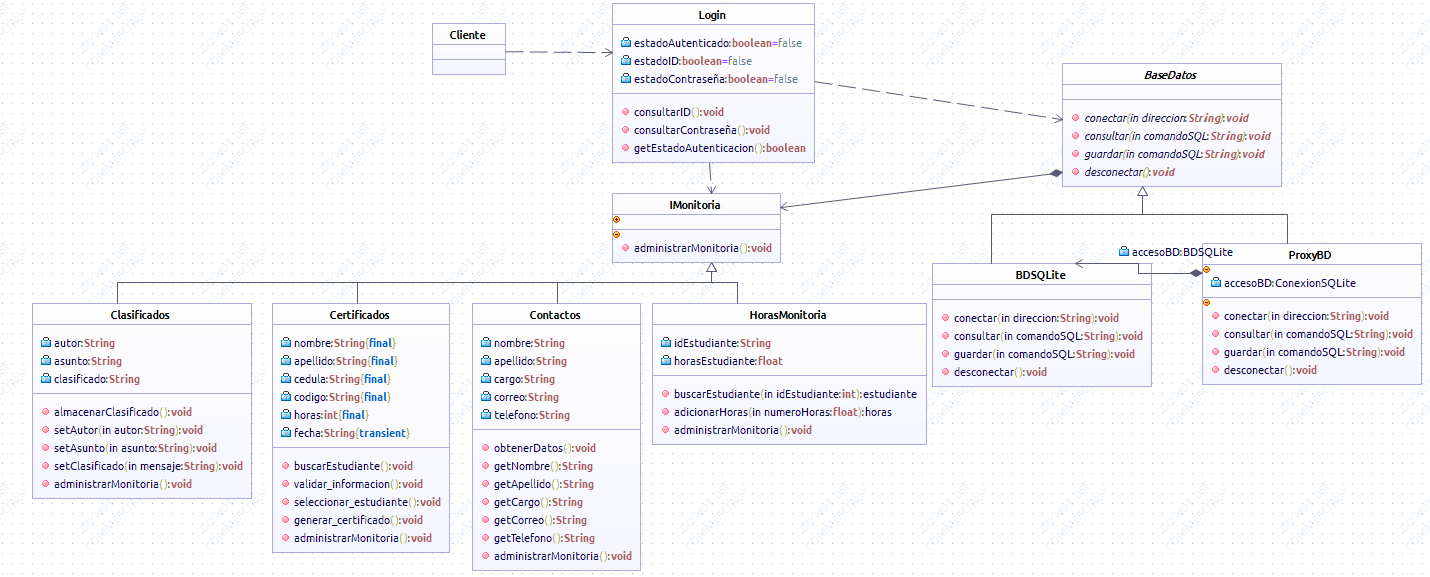 Cliente
Login
estadoAutenticado:boolean=false
estadoID:boolean=false
estadoContraseña:boolean=false
consultarID():void
consultarContraseña():void
getEstadoAutenticacion():boolean
BaseDatos
conectar(in direccion:String):void
consultar(in comandoSQL:String):void
guardar(in comandoSQL:String):void
desconectar():void
IMonitoria
administrarMonitoria():void
Clasificados
autor:String
asunto:String
clasificado:String
almacenarClasificado():void
setAutor(in autor:String):void
setAsunto(in asunto:String):void
setClasificado(in mensaje:String):void
administrarMonitoria():void
Certificados
nombre:String{final}
apellido:String{final}
cedula:String{final}
codigo:String{final}
horas:int{final}
fecha:String{transient}
buscarEstudiante():void
validar_informacion():void
seleccionar_estudiante():void
generar_certificado():void
administrarMonitoria():void
Contactos
nombre:String
apellido:String
cargo:String
correo:String
telefono:String
obtenerDatos():void
getNombre():String
getApellido():String
getCargo():String
getCorreo():String
getTelefono():String
administrarMonitoria():void
HorasMonitoria
idEstudiante:String
horasEstudiante:float
buscarEstudiante(in idEstudiante:int):estudiante
adicionarHoras(in numeroHoras:float):horas
administrarMonitoria():void
BDSQLite
conectar(in direccion:String):void
consultar(in comandoSQL:String):void
guardar(in comandoSQL:String):void
desconectar():void
accesoBD:BDSQLite
ProxyBD
accesoBD:ConexionSQLite
conectar(in direccion:String):void
consultar(in comandoSQL:String):void
guardar(in comandoSQL:String):void
desconectar():void